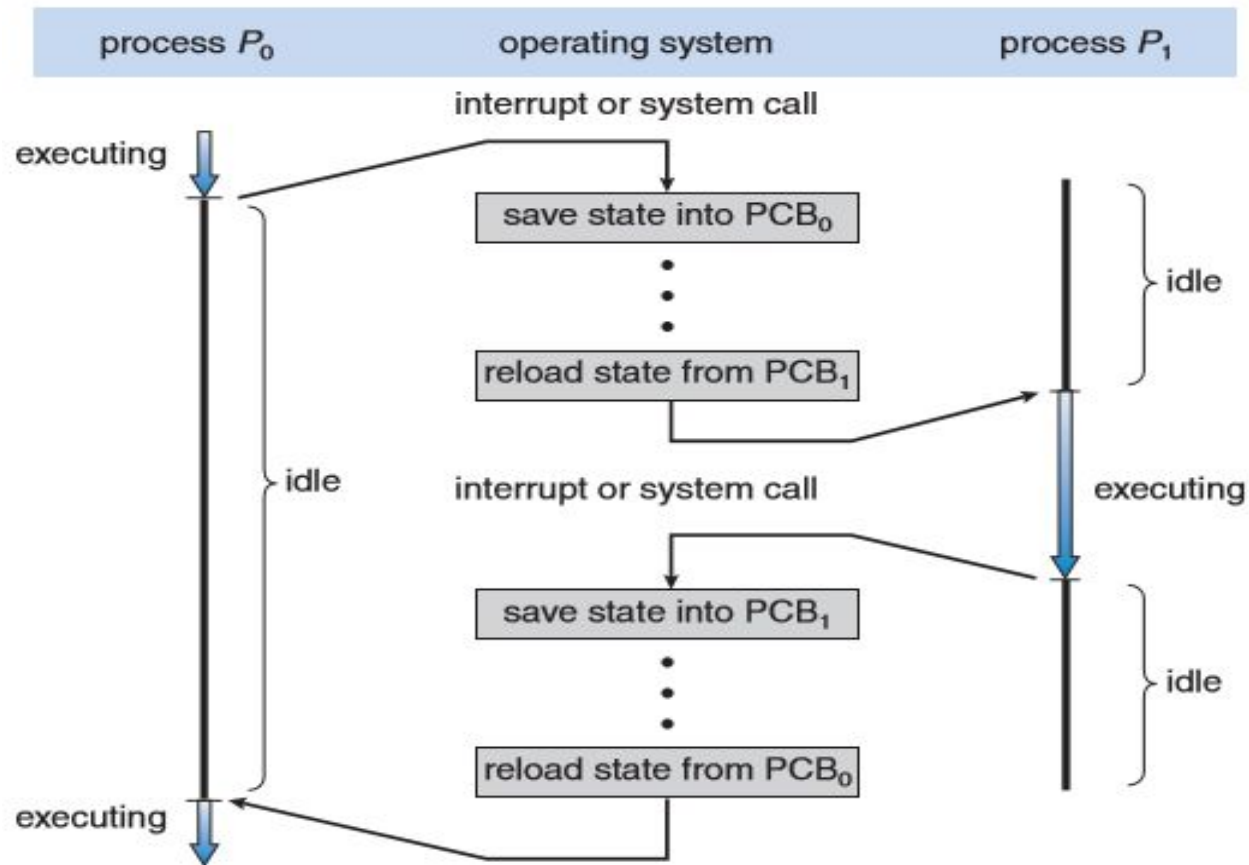 process P₀ operating system process P₁
interrupt or system call
executing
save state into PCB₀
idle
reload state from PCB₁
idle
interrupt or system call
executing
save state into PCB₁
idle
reload state from PCB₀
executing